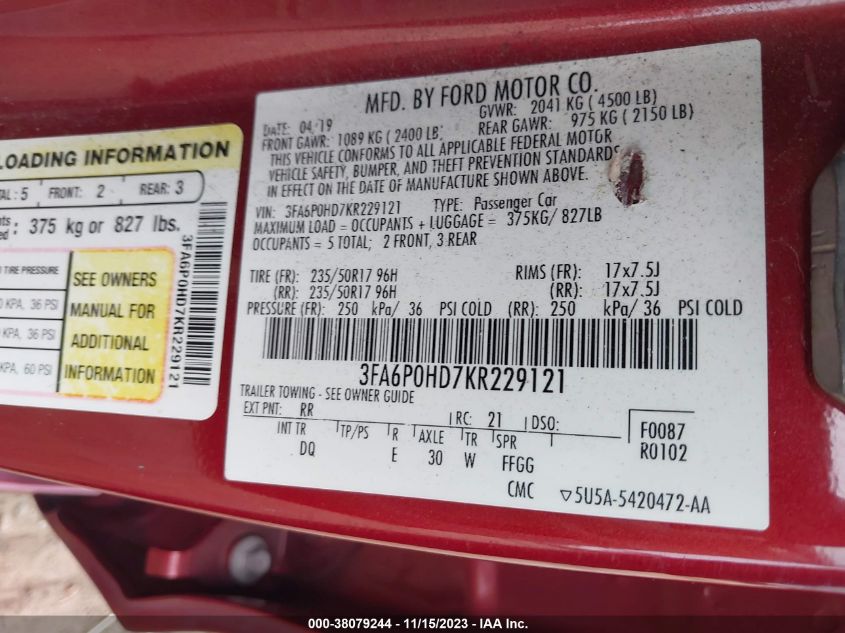 LOADING INFORMATION
TAL : 5 FRONT: 2 REAR: 3
375 kg or 827 lbs.
TIRE PRESSURE
SEE OWNERS
KPA, 36 PSI
MANUAL FOR
KPA, 36 PSI
ADDITIONAL
KPA, 60 PSI
INFORMATION
3FA6P0HD7KR229121
MFD. BY FORD MOTOR CO.
DATE: 04/19 GVWR: 2041 KG ( 4500 LB)
FRONT GAWR: 1089 KG ( 2400 LB) REAR GAWR: 975 KG ( 2150 LB)
THIS VEHICLE CONFORMS TO ALL APPLICABLE FEDERAL MOTOR
VEHICLE SAFETY, BUMPER, AND THEFT PREVENTION STANDARDS
IN EFFECT ON THE DATE OF MANUFACTURE SHOWN ABOVE.
VIN: 3FA6P0HD7KR229121 TYPE: Passenger Car
MAXIMUM LOAD = OCCUPANTS + LUGGAGE = 375KG/ 827LB
OCCUPANTS = 5 TOTAL; 2 FRONT, 3 REAR
TIRE (FR): 235/50R17 96H RIMS (FR): 17x7.5J
(RR): 235/50R17 96H (RR): 17x7.5J
PRESSURE (FR): 250 kPa/ 36 PSI COLD (RR): 250 kPa/ 36 PSI COLD
3FA6P0HD7KR229121
TRAILER TOWING - SEE OWNER GUIDE
EXT PNT: RR RC: 21 DSO: F0087
INT TR TP/PS R AXLE TR SPR R0102
DQ E 30 W FFGG
CMC ▽5U5A-5420472-AA
000-38079244 - 11/15/2023 - IAA Inc.